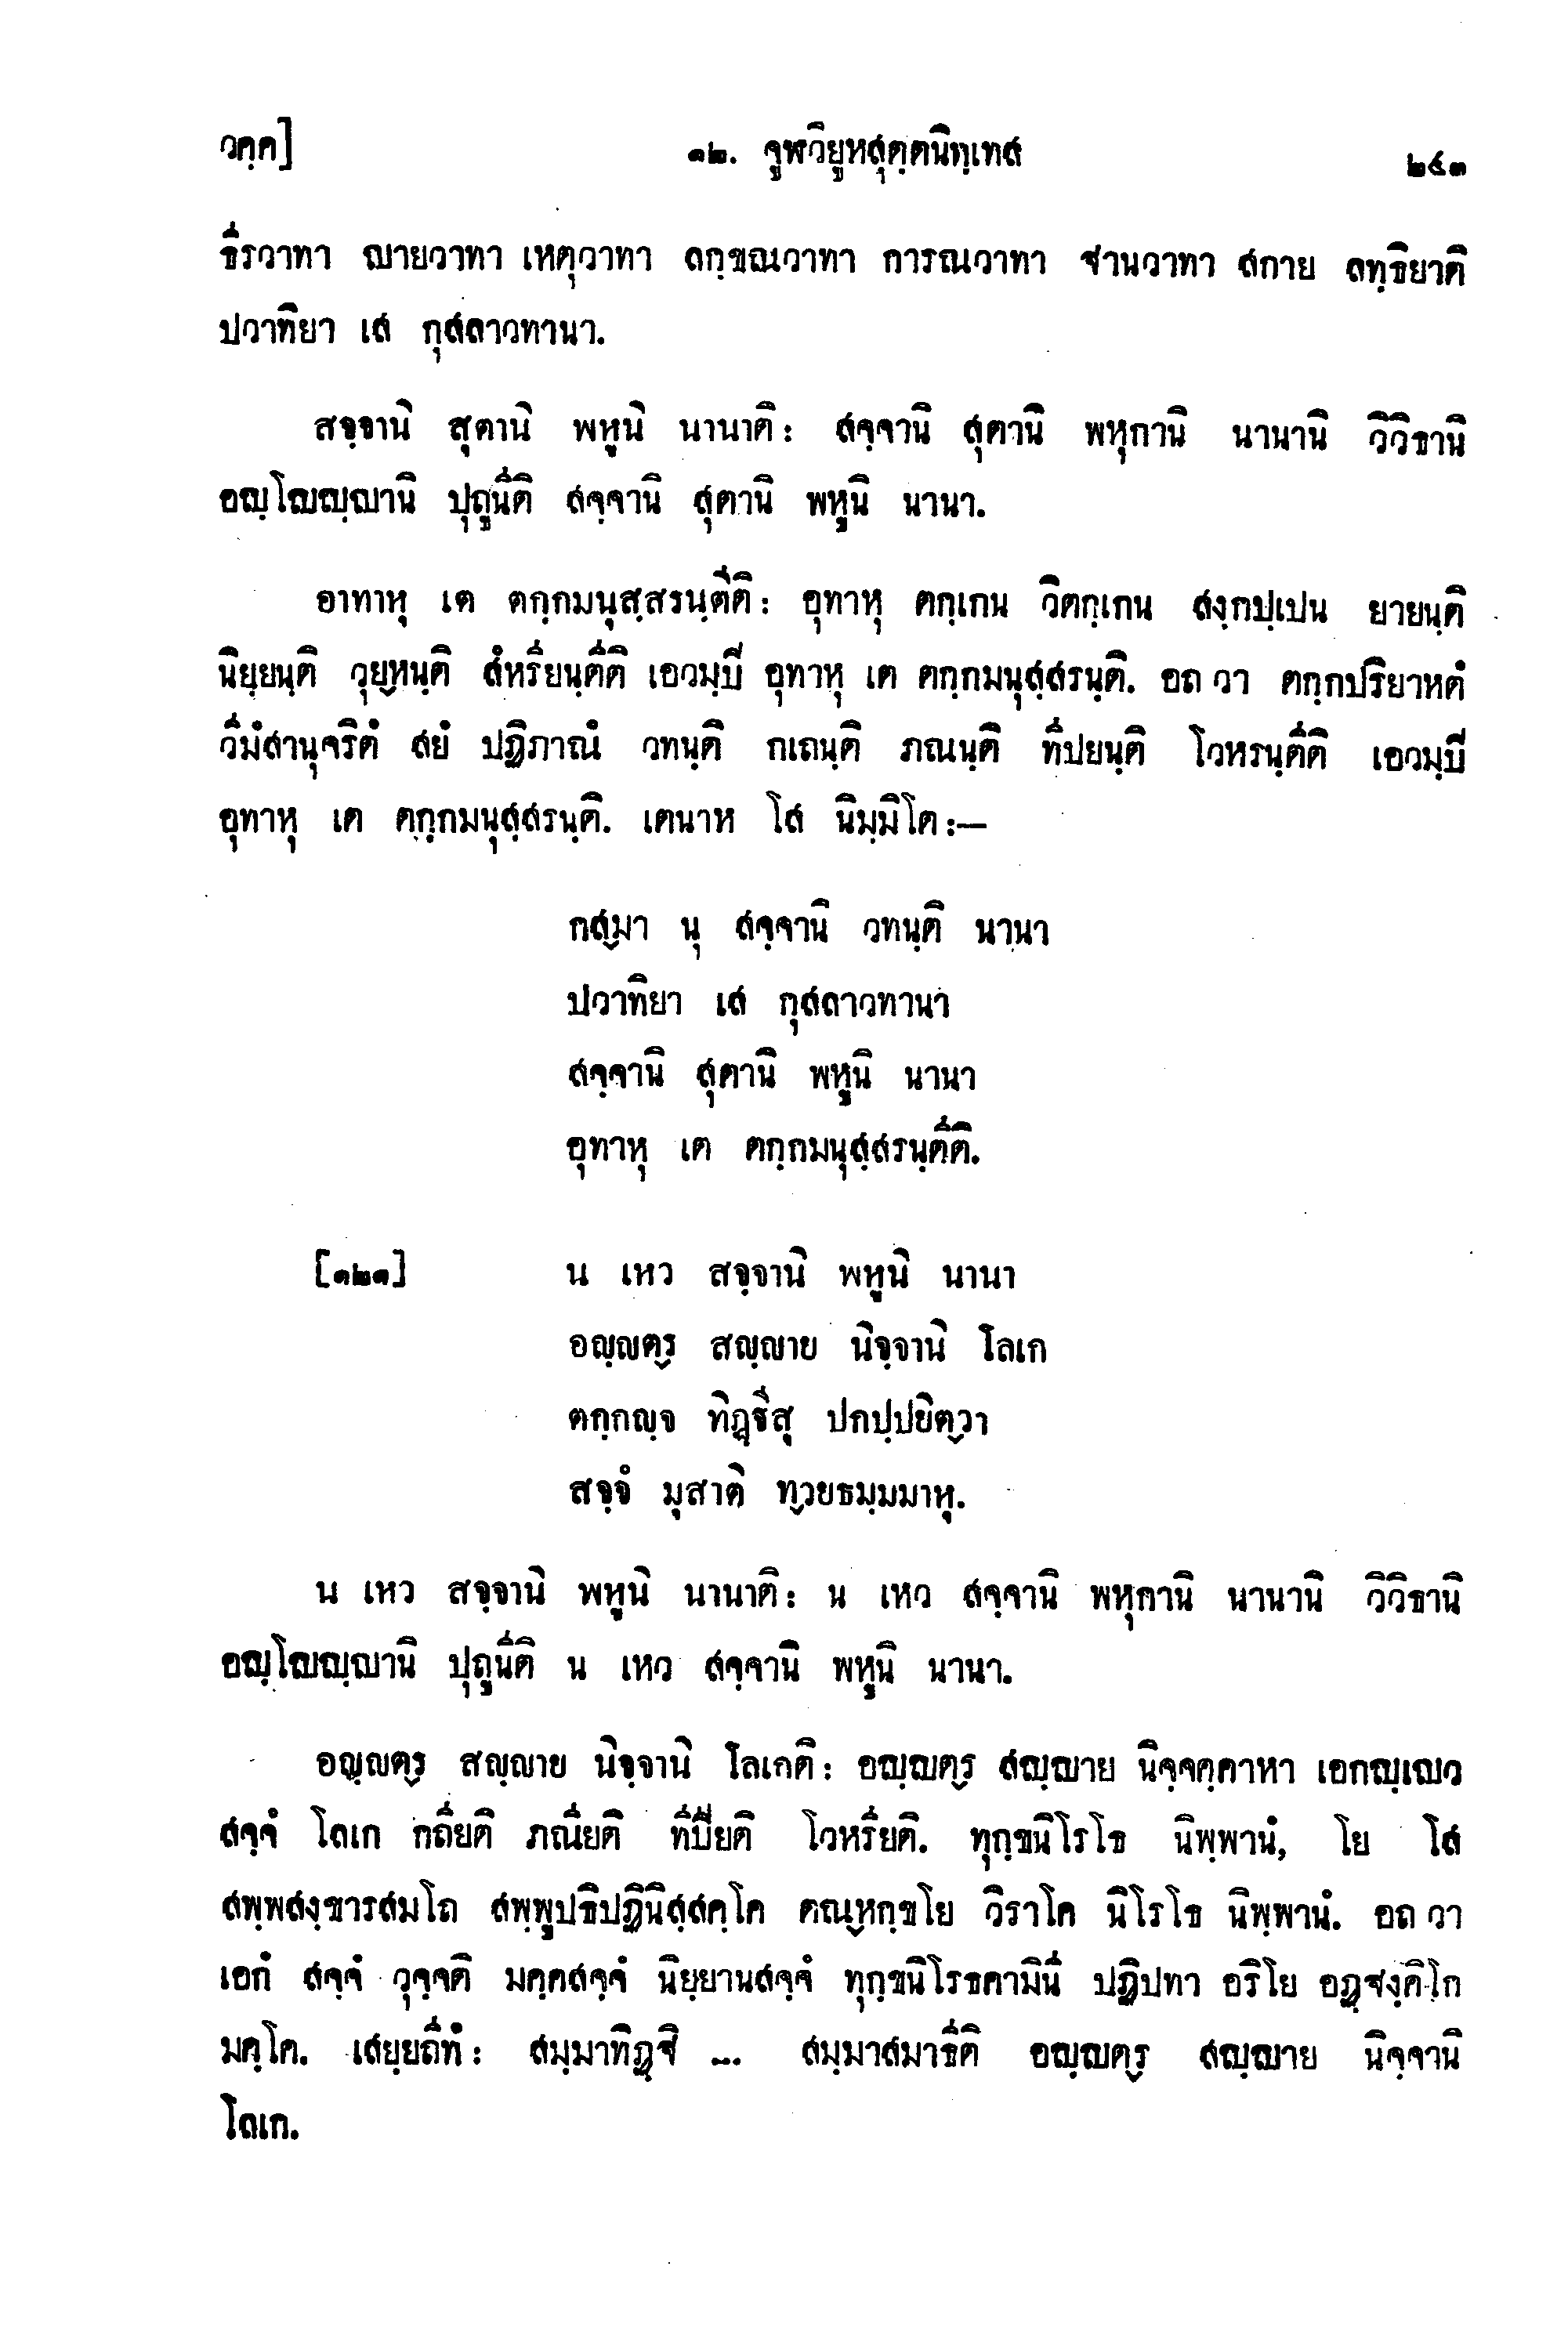 วคฺค]
๑๒. จูฬวิยูหสุตฺตนิทฺเทส
๒๔๓
ธีรวาทา ญายวาทา เหตุวาทา ลกฺขณวาทา การณวาทา ฐานวาทา สกาย ลทฺธิยาติ
ปวาทิยา เส กุสลาวทานา.
สจฺจานิ สุตานิ พหูนิ นานาติ: สจฺจานิ สุตานิ พหุกานิ นานานิ วิวิธานิ
อญฺโญญฺญานิ ปุถูนีติ สจฺจานิ สุตานิ พหูนิ นานา.
อาทาหุ เต ตกฺกมนุสฺสรนฺตีติ: อุทาหุ ตกฺเกน วิตกฺเกน สงฺกปฺเปน ยายนฺติ
นิยฺยนฺติ วุยฺหนฺติ สํหรียนฺตีติ เอวมฺปิ อุทาหุ เต ตกฺกมนุสฺสรนฺติ. อถ วา ตกฺกปริยาหตํ
วีมํสานุจริตํ สยํ ปฏิภาณํ วทนฺติ กเถนฺติ ภณนฺติ ทีปยนฺติ โวหรนฺตีติ เอวมฺปิ
อุทาหุ เต ตกฺกมนุสฺสรนฺติ. เตนาห โส นิมฺมิโต:—
กสฺมา นุ สจฺจานิ วทนฺติ นานา
ปวาทิยา เส กุสลาวทานา
สจฺจานิ สุตานิ พหูนิ นานา
อุทาหุ เต ตกฺกมนุสฺสรนฺตีติ.
[๑๒๑] น เหว สจฺจานิ พหูนิ นานา
อญฺญตฺร สญฺญาย นิจฺจานิ โลเก
ตกฺกญฺจ ทิฏฺฐีสุ ปกปฺปยิตฺวา
สจฺจํ มุสาติ ทฺวยธมฺมมาหุ.
น เหว สจฺจานิ พหูนิ นานาติ: น เหว สจฺจานิ พหุกานิ นานานิ วิวิธานิ
อญฺโญญฺญานิ ปุถูนีติ น เหว สจฺจานิ พหูนิ นานา.
อญฺญตฺร สญฺญาย นิจฺจานิ โลเกติ: อญฺญตฺร สญฺญาย นิจฺจคฺคาหา เอกญฺเญว
สจฺจํ โลเก กถียติ ภณียติ ทีปียติ โวหรียติ. ทุกฺขนิโรโธ นิพฺพานํ, โย โส
สพฺพสงฺขารสมโถ สพฺพูปธิปฏินิสฺสคฺโค ตณฺหกฺขโย วิราโค นิโรโธ นิพฺพานํ. อถ วา
เอกํ สจฺจํ วุจฺจติ มคฺคสจฺจํ นิยฺยานสจฺจํ ทุกฺขนิโรธคามินี ปฏิปทา อริโย อฏฺฐงฺคิโก
มคฺโค. เสยฺยถีทํ: สมฺมาทิฏฺฐิ ... สมฺมาสมาธีติ อญฺญตฺร สญฺญาย นิจฺจานิ
โลเก.